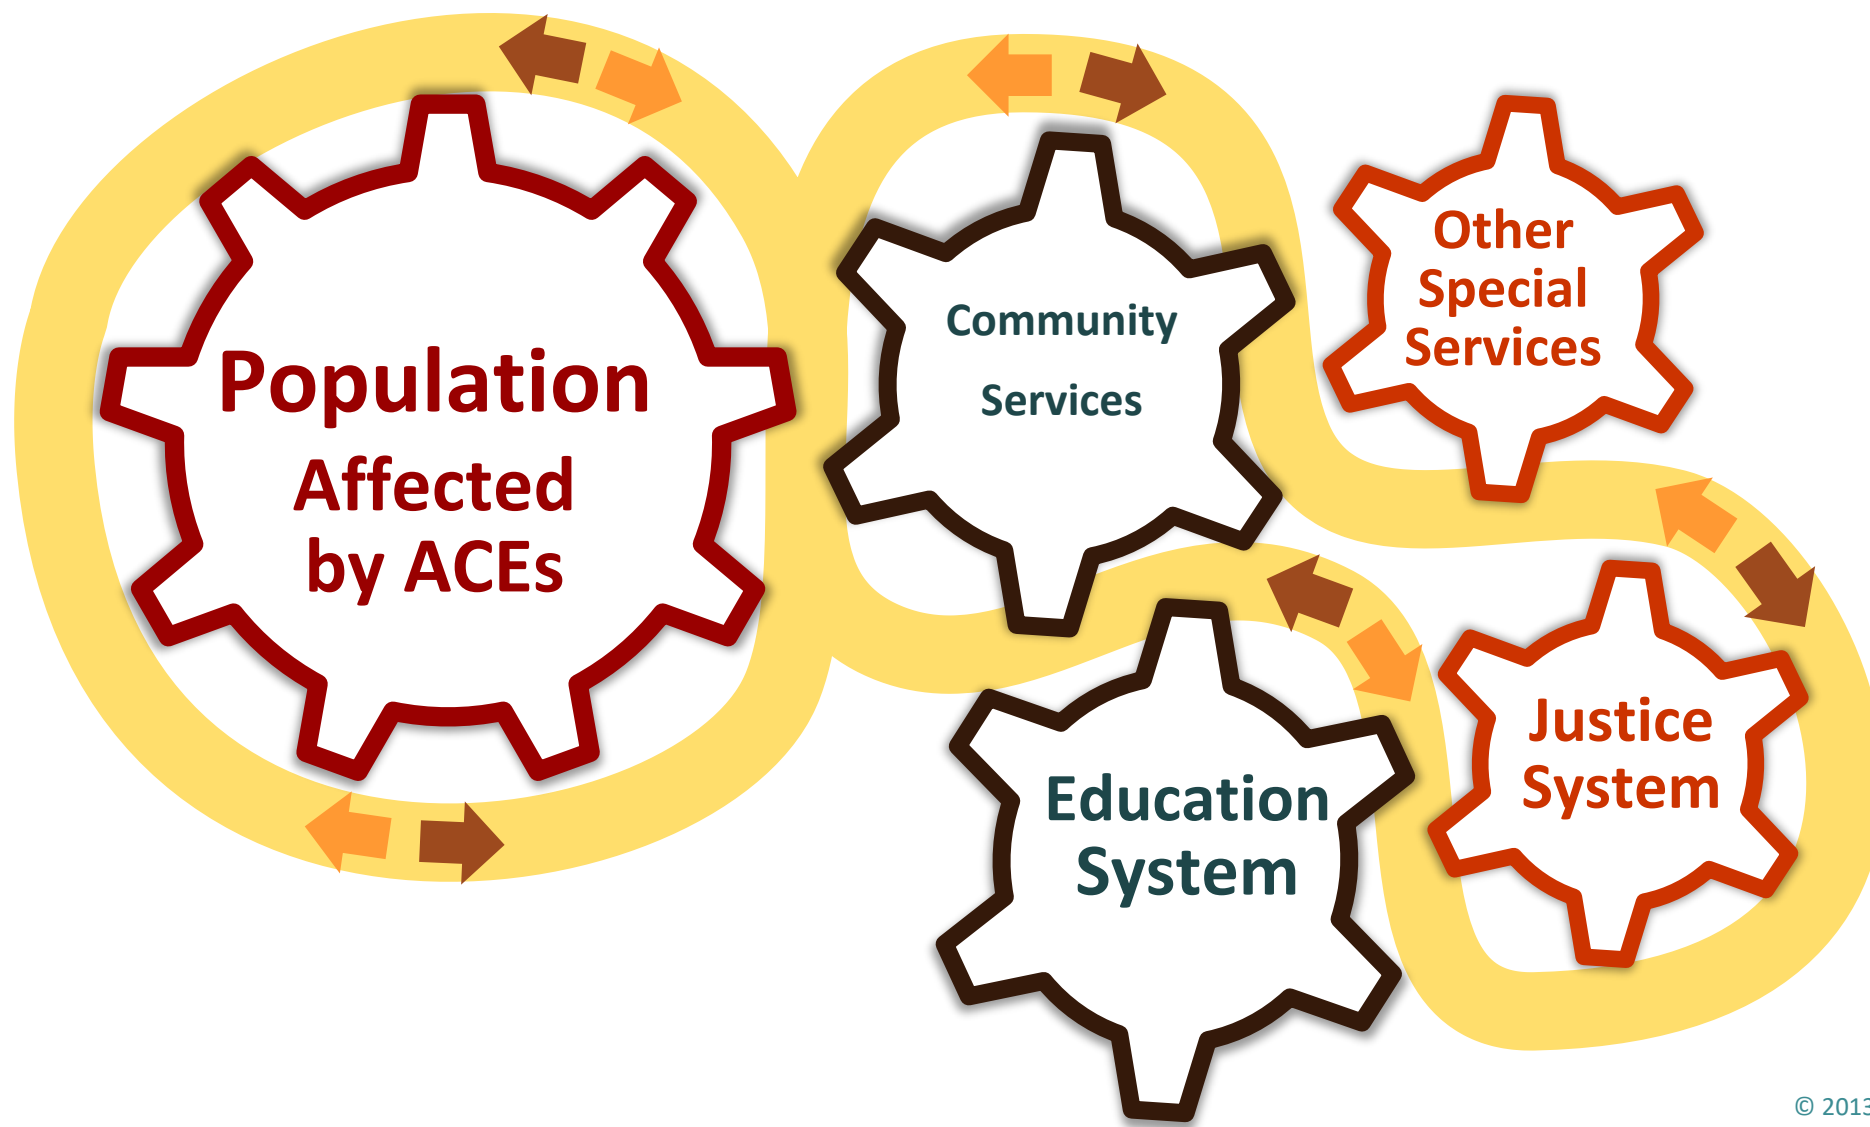 Population
Affected
by ACEs
Community
Services
Other
Special
Services
Education
System
Justice
System
© 2013